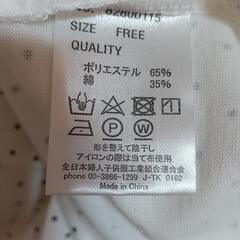 NO. 82800115
SIZE FREE
QUALITY
ポリエステル 65%
綿 35%
形を整えて陰干し
アイロンの際は当て布使用
全日本婦人子供服工業組合連合会
phone 03-3866-1299 J-TK 0162
Made in China